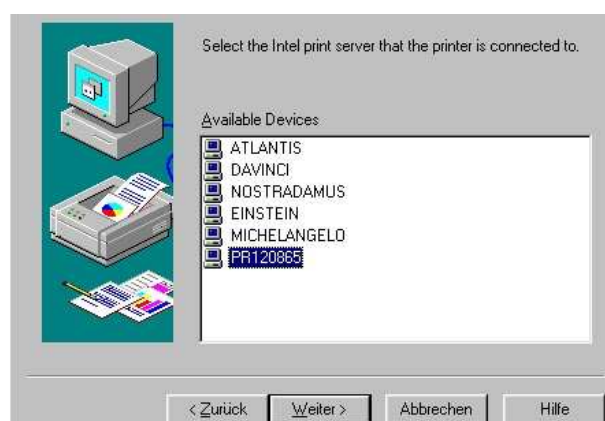 Select the Intel print server that the printer is connected to.
Available Devices
ATLANTIS
DAVINCI
NOSTRADAMUS
EINSTEIN
MICHELANGELO
PR120865
< Zurück Weiter > Abbrechen Hilfe